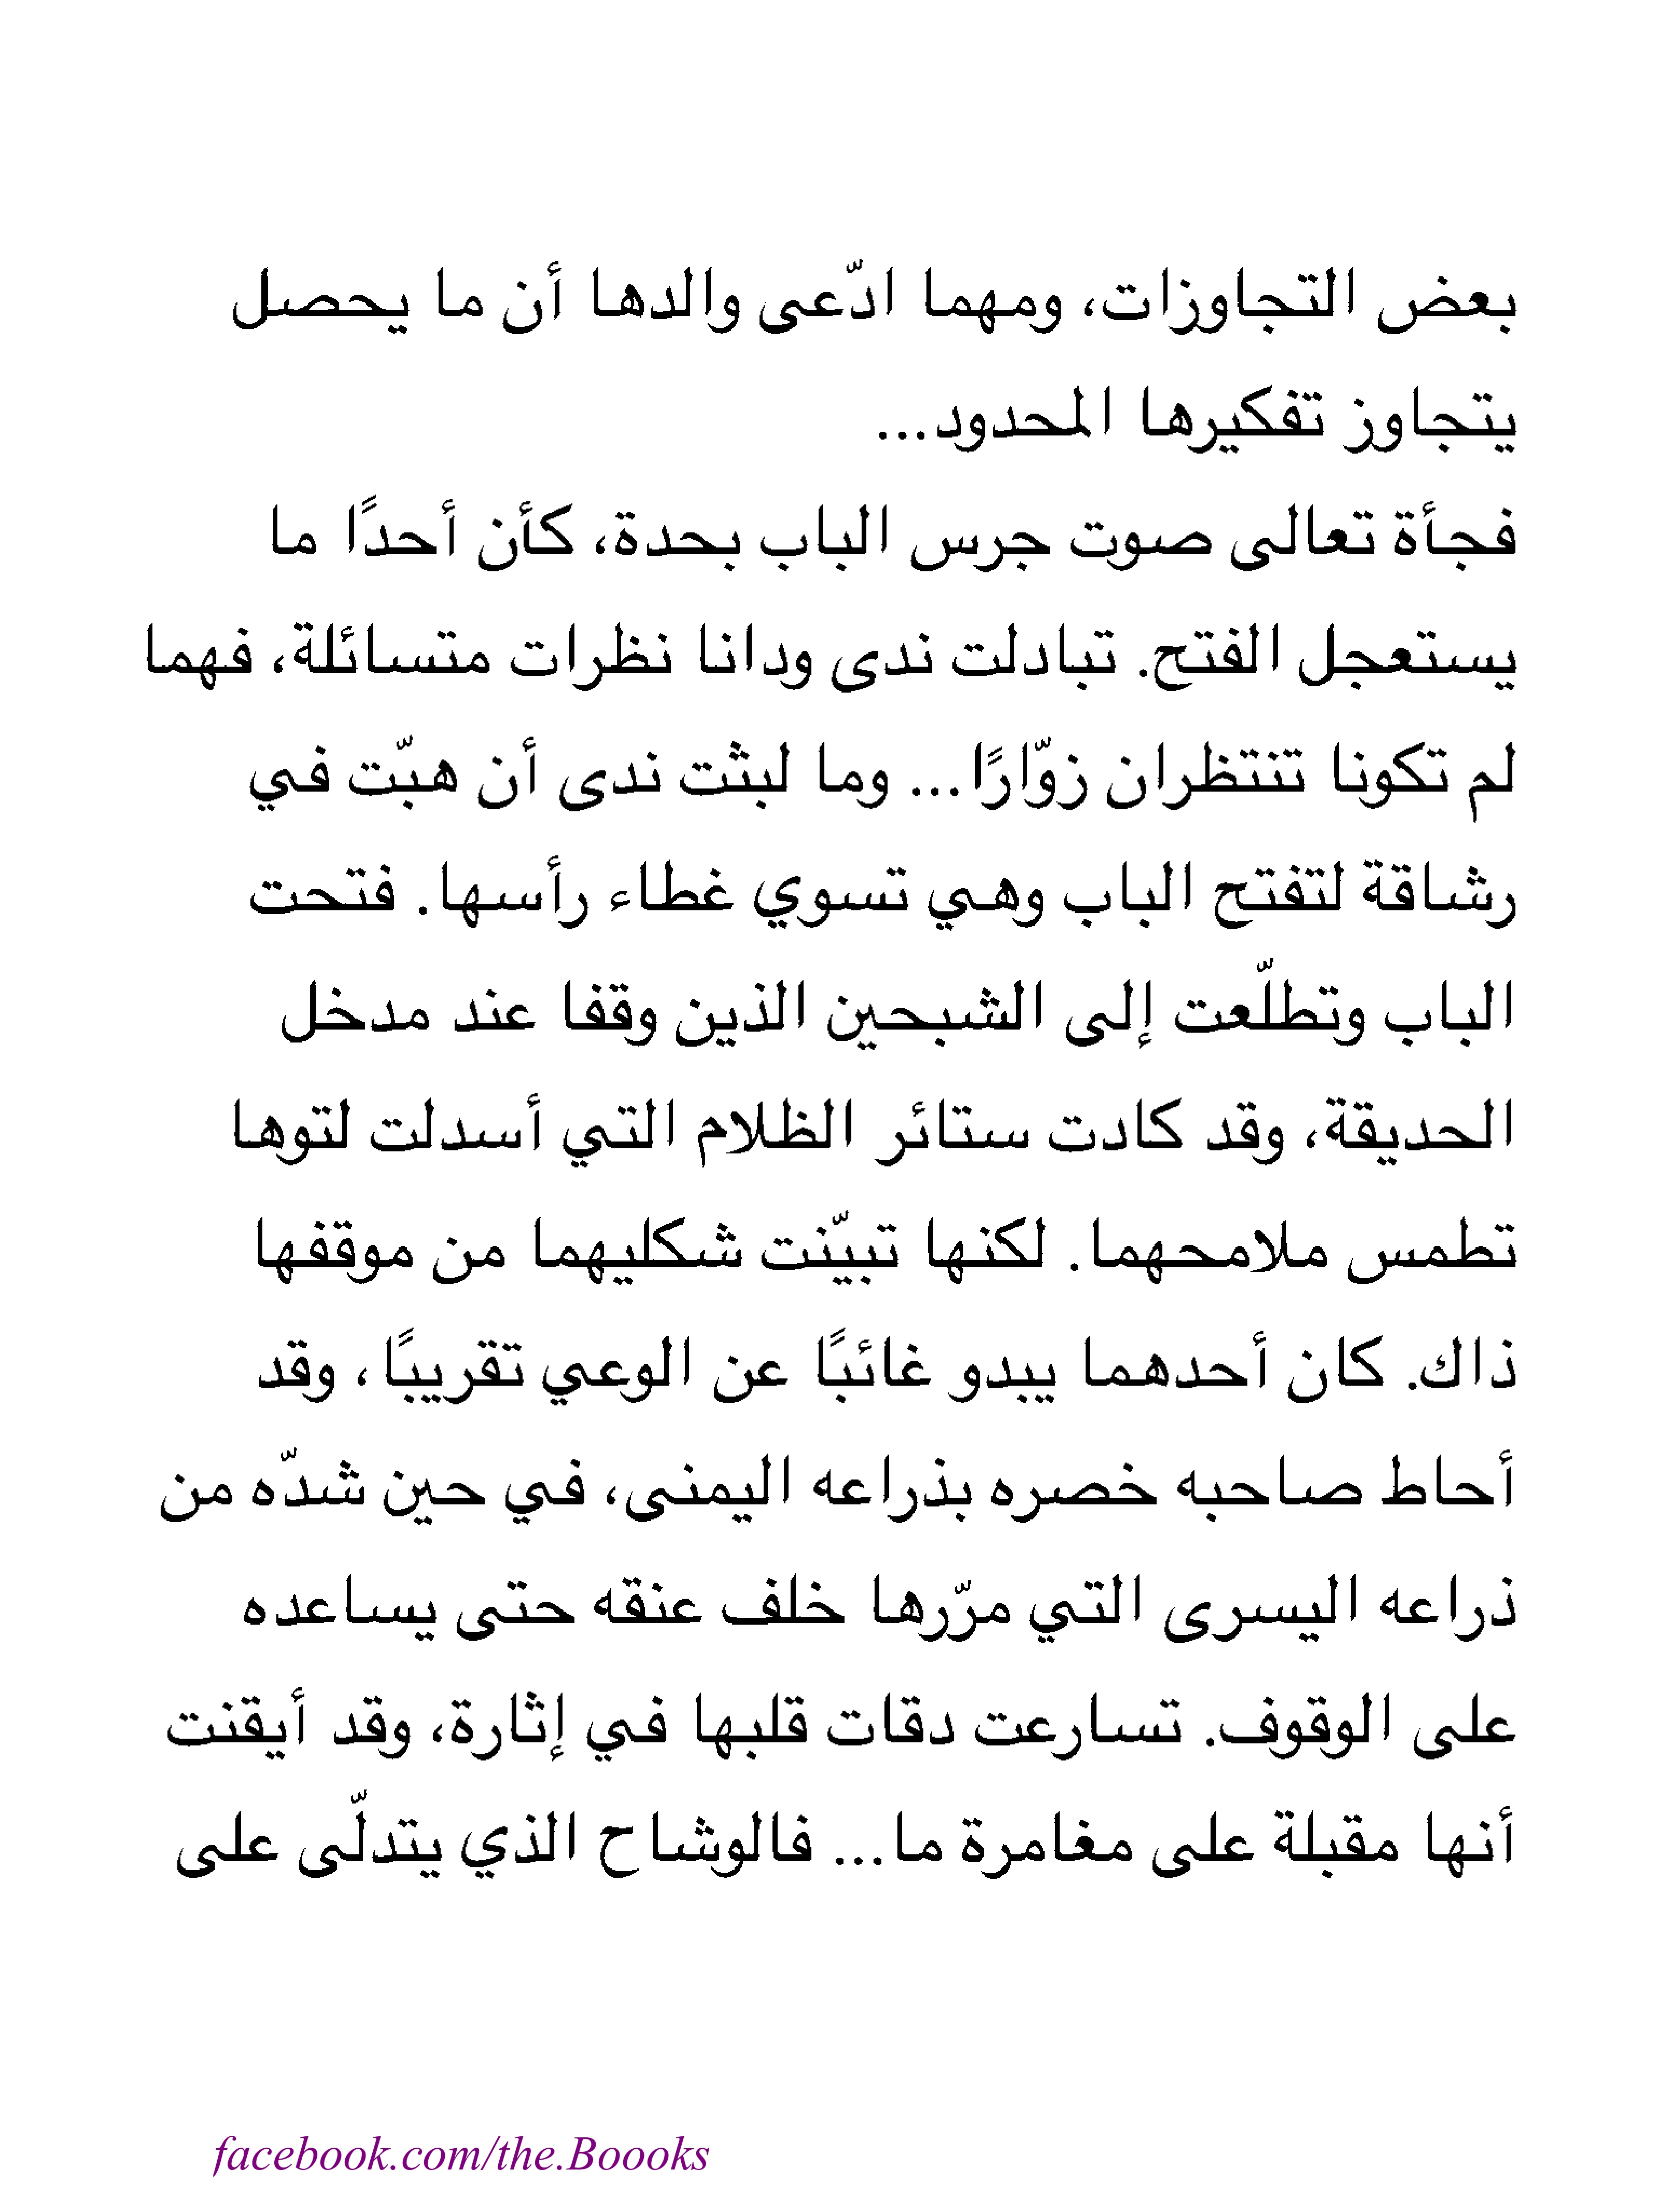 بعض التجاوزات، ومهما ادّعى والدها أن ما يحصل
يتجاوز تفكيرها المحدود...
فجأة تعالى صوت جرس الباب بحدة، كأن أحدًا ما
يستعجل الفتح. تبادلت ندى ودانا نظرات متسائلة، فهما
لم تكونا تنتظران زوّارًا... وما لبثت ندى أن هبّت في
رشاقة لتفتح الباب وهي تسوي غطاء رأسها. فتحت
الباب وتطلّعت إلى الشبحين الذين وقفا عند مدخل
الحديقة، وقد كادت ستائر الظلام التي أسدلت لتوها
تطمس ملامحهما. لكنها تبيّنت شكليهما من موقفها
ذاك. كان أحدهما يبدو غائبًا عن الوعي تقريبًا، وقد
أحاط صاحبه خصره بذراعه اليمنى، في حين شدّه من
ذراعه اليسرى التي مرّرها خلف عنقه حتى يساعده
على الوقوف. تسارعت دقات قلبها في إثارة، وقد أيقنت
أنها مقبلة على مغامرة ما... فالوشاح الذي يتدلّى على
facebook.com/the.Boooks